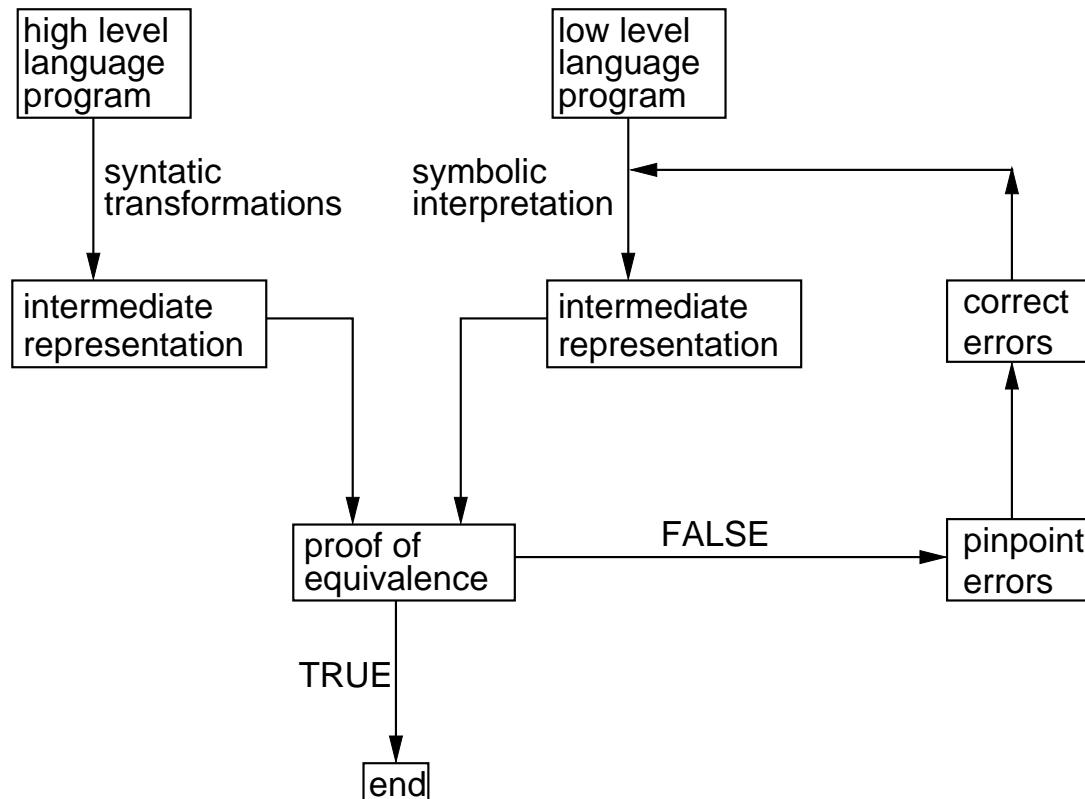 high level
language
program
low level
language
program
syntatic
transformations
symbolic
interpretation
intermediate
representation
intermediate
representation
correct
errors
proof of
equivalence
FALSE
pinpoint
errors
TRUE
end